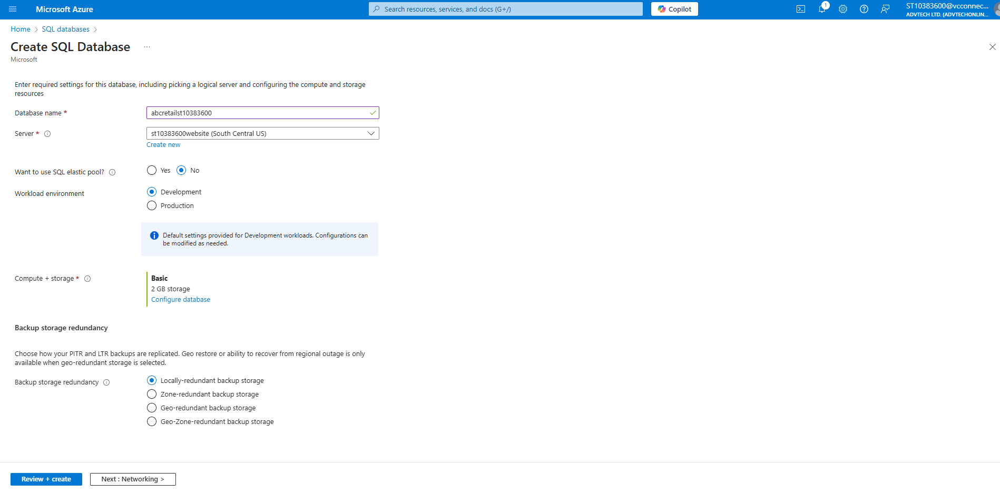 Microsoft Azure
Search resources, services, and docs (G+/)
Copilot
1
ST10383600@vcconnec...
ADVTECH LTD. (ADVTECHONLIN...
Home > SQL databases >
Create SQL Database ...
Microsoft
Enter required settings for this database, including picking a logical server and configuring the compute and storage
resources
Database name *
abcretailst10383600
Server *
st10383600website (South Central US)
Create new
Want to use SQL elastic pool?
Yes No
Workload environment
Development
Production
Default settings provided for Development workloads. Configurations can
be modified as needed.
Compute + storage *
Basic
2 GB storage
Configure database
Backup storage redundancy
Choose how your PITR and LTR backups are replicated. Geo restore or ability to recover from regional outage is only
available when geo-redundant storage is selected.
Backup storage redundancy
Locally-redundant backup storage
Zone-redundant backup storage
Geo-redundant backup storage
Geo-Zone-redundant backup storage
Review + create
Next : Networking >